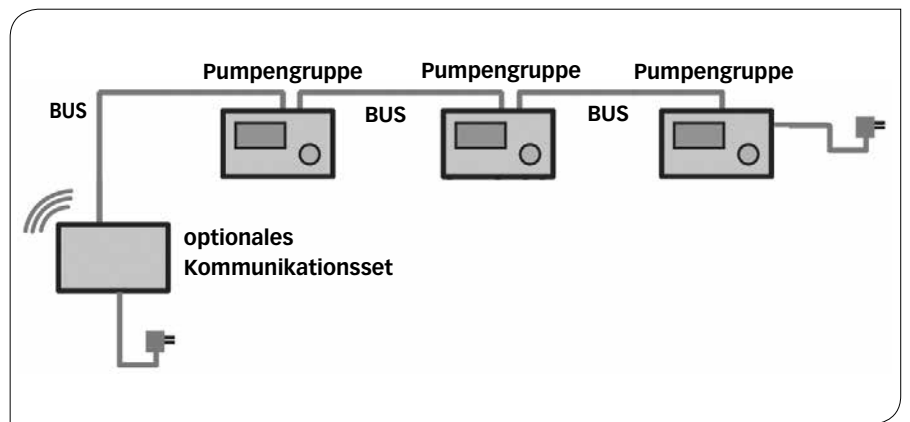 Pumpengruppe
Pumpengruppe
Pumpengruppe
BUS
BUS
BUS
optionales
Kommunikationsset